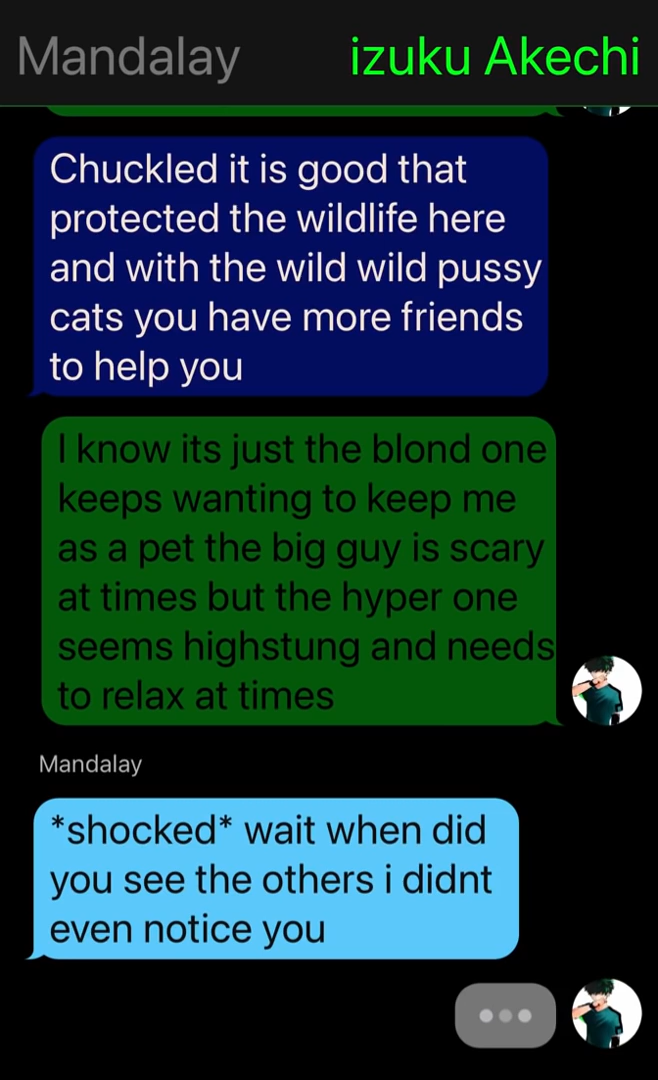 Mandalay
izuku Akechi
Chuckled it is good that
protected the wildlife here
and with the wild wild pussy
cats you have more friends
to help you
I know its just the blond one
keeps wanting to keep me
as a pet the big guy is scary
at times but the hyper one
seems highstung and needs
to relax at times
Mandalay
*shocked* wait when did
you see the others i didnt
even notice you